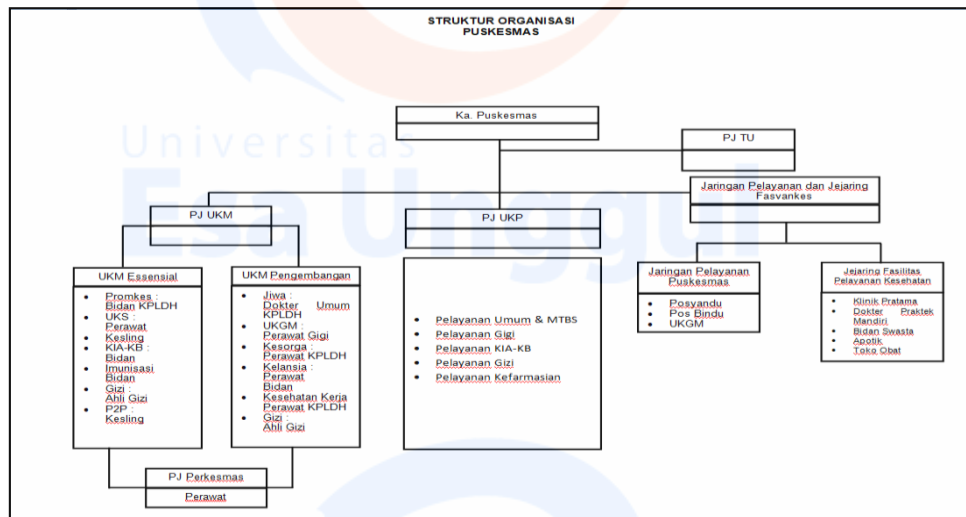 STRUKTUR ORGANISASI
PUSKESMAS
Ka. Puskesmas
Universitas
Esa Unggul
PJ TU
Jaringan Pelayanan dan Jejaring
Fasvankes
PJ UKM
PJ UKP
UKM Essensial
• Promkes :
Bidan KPLDH
• UKS :
Perawat
• Kesling
• KIA-KB :
Bidan
• Imunisasi
Bidan
• Gizi :
Ahli Gizi
• P2P :
Kesling
UKM Pengembangan
• Jiwa :
Dokter Umum
KPLDH
• UKGM :
Perawat Gigi
• Kesorga :
Perawat KPLDH
• Kelansia :
Perawat
Bidan
• Kesehatan Kerja
Perawat KPLDH
• Gizi :
Ahli Gizi
• Pelayanan Umum & MTBS
• Pelayanan Gigi
• Pelayanan KIA-KB
• Pelayanan Gizi
• Pelayanan Kefarmasian
Jaringan Pelayanan
Puskesmas
• Posyandu
• Pos Bindu
• UKGM
Jejaring Fasilitas
Pelayanan Kesehatan
• Klinik Pratama
• Dokter Praktek
Mandiri
• Bidan Swasta
• Apotik
• Toko Obat
PJ Perkesmas
Perawat